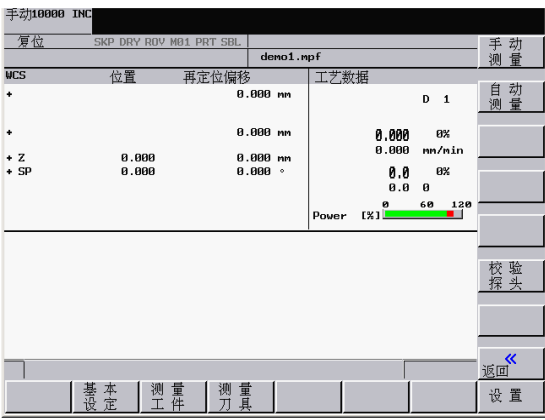 手动10000 INC
复位 SKP DRY ROV M01 PRT SBL
demo1.mpf
WCS 位置 再定位偏移 工艺数据
+ 0.000 mm
D 1
+ 0.000 mm
0.000 0%
0.000 mm/min
+ Z 0.000 0.000 mm
+ SP 0.000 0.000 °
0.0 0%
0.0 0
0 60 120
Power [%]
手动测量
自动测量
校验探头
«
返回
基本设定
测量工件
测量刀具
设置